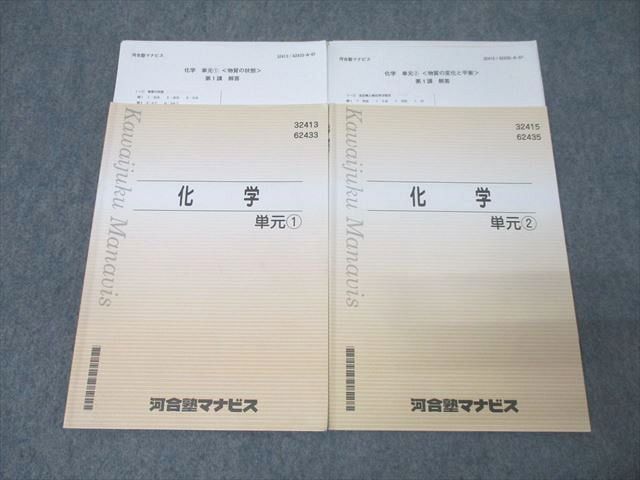 河合塾マナビス
32413 / 62433-R-07
化学 単元① <物質の状態>
第1講 解答
河合塾マナビス
化学 単元② <物質の変化と平衡>
第1講 解答
Kawaijuku Manavis
32413
62433
化 学
単元①
河合塾マナビス
Kawaijuku Manavis
32415
62435
化 学
単元②
河合塾マナビス